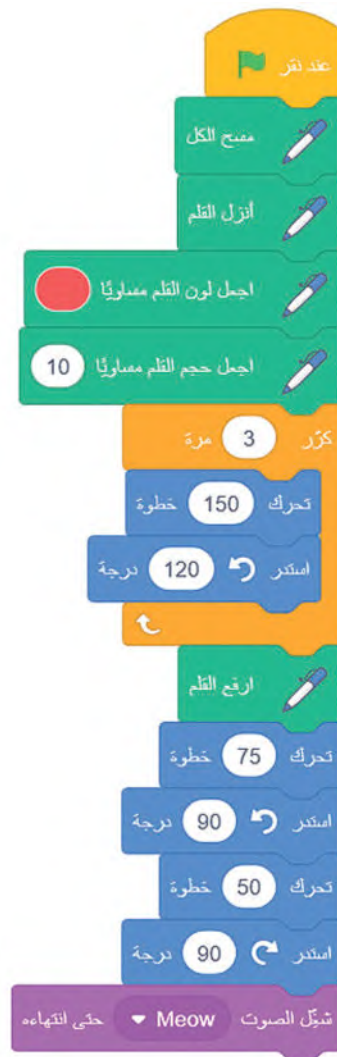 عند نقر
مسح الكل
أنزل القلم
اجعل لون القلم مساويًا
اجعل حجم القلم مساويًا 10
كرّر 3 مرة
تحرك 150 خطوة
استدر 120 درجة
ارفع القلم
تحرك 75 خطوة
استدر 90 درجة
تحرك 50 خطوة
استدر 90 درجة
شغّل الصوت Meow حتى انتهاءه